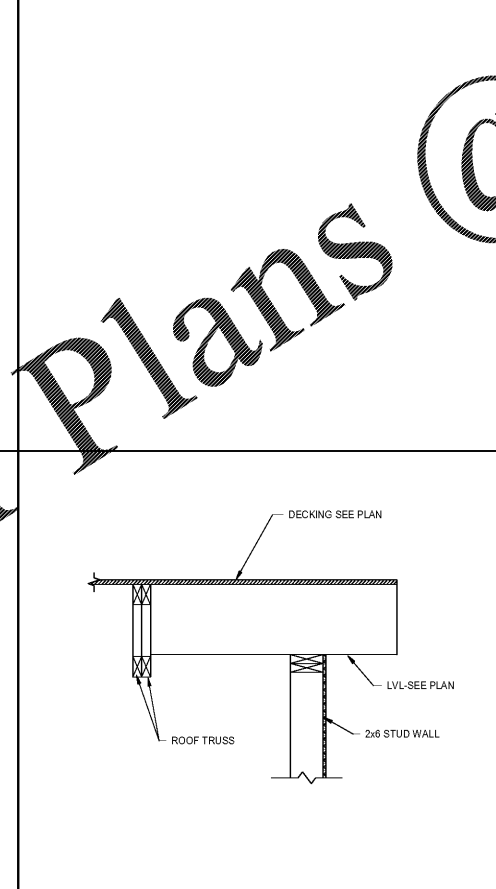 Plans ©
DECKING SEE PLAN
LVL-SEE PLAN
2x6 STUD WALL
ROOF TRUSS